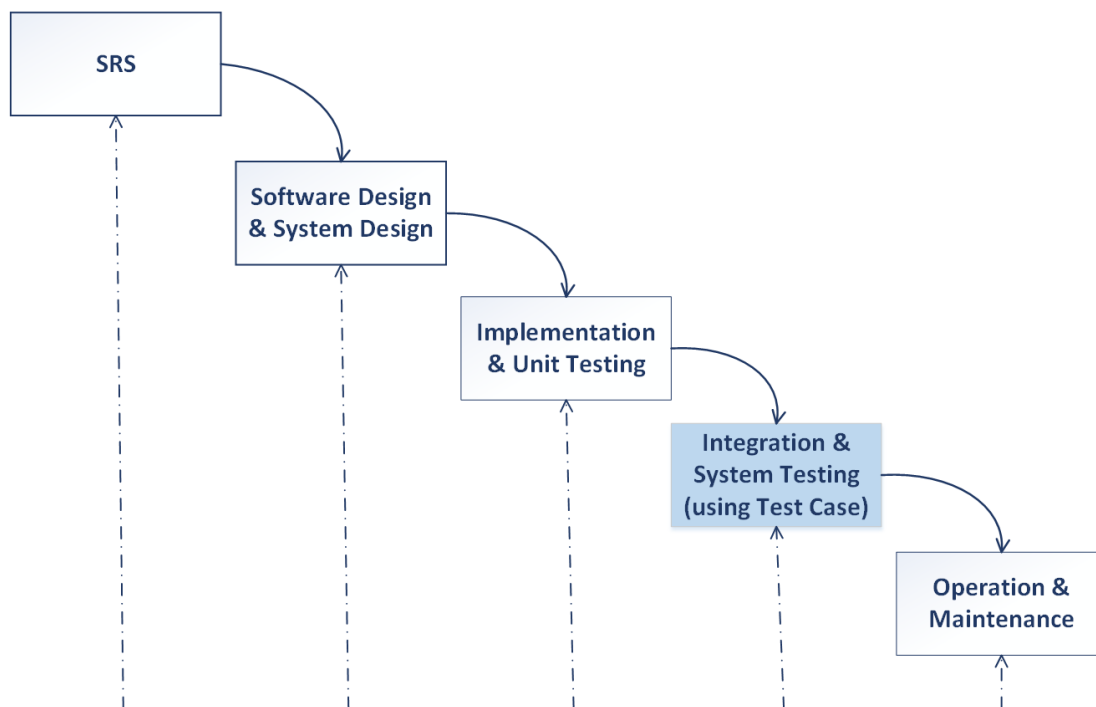 SRS
Software Design
& System Design
Implementation
& Unit Testing
Integration &
System Testing
(using Test Case)
Operation &
Maintenance